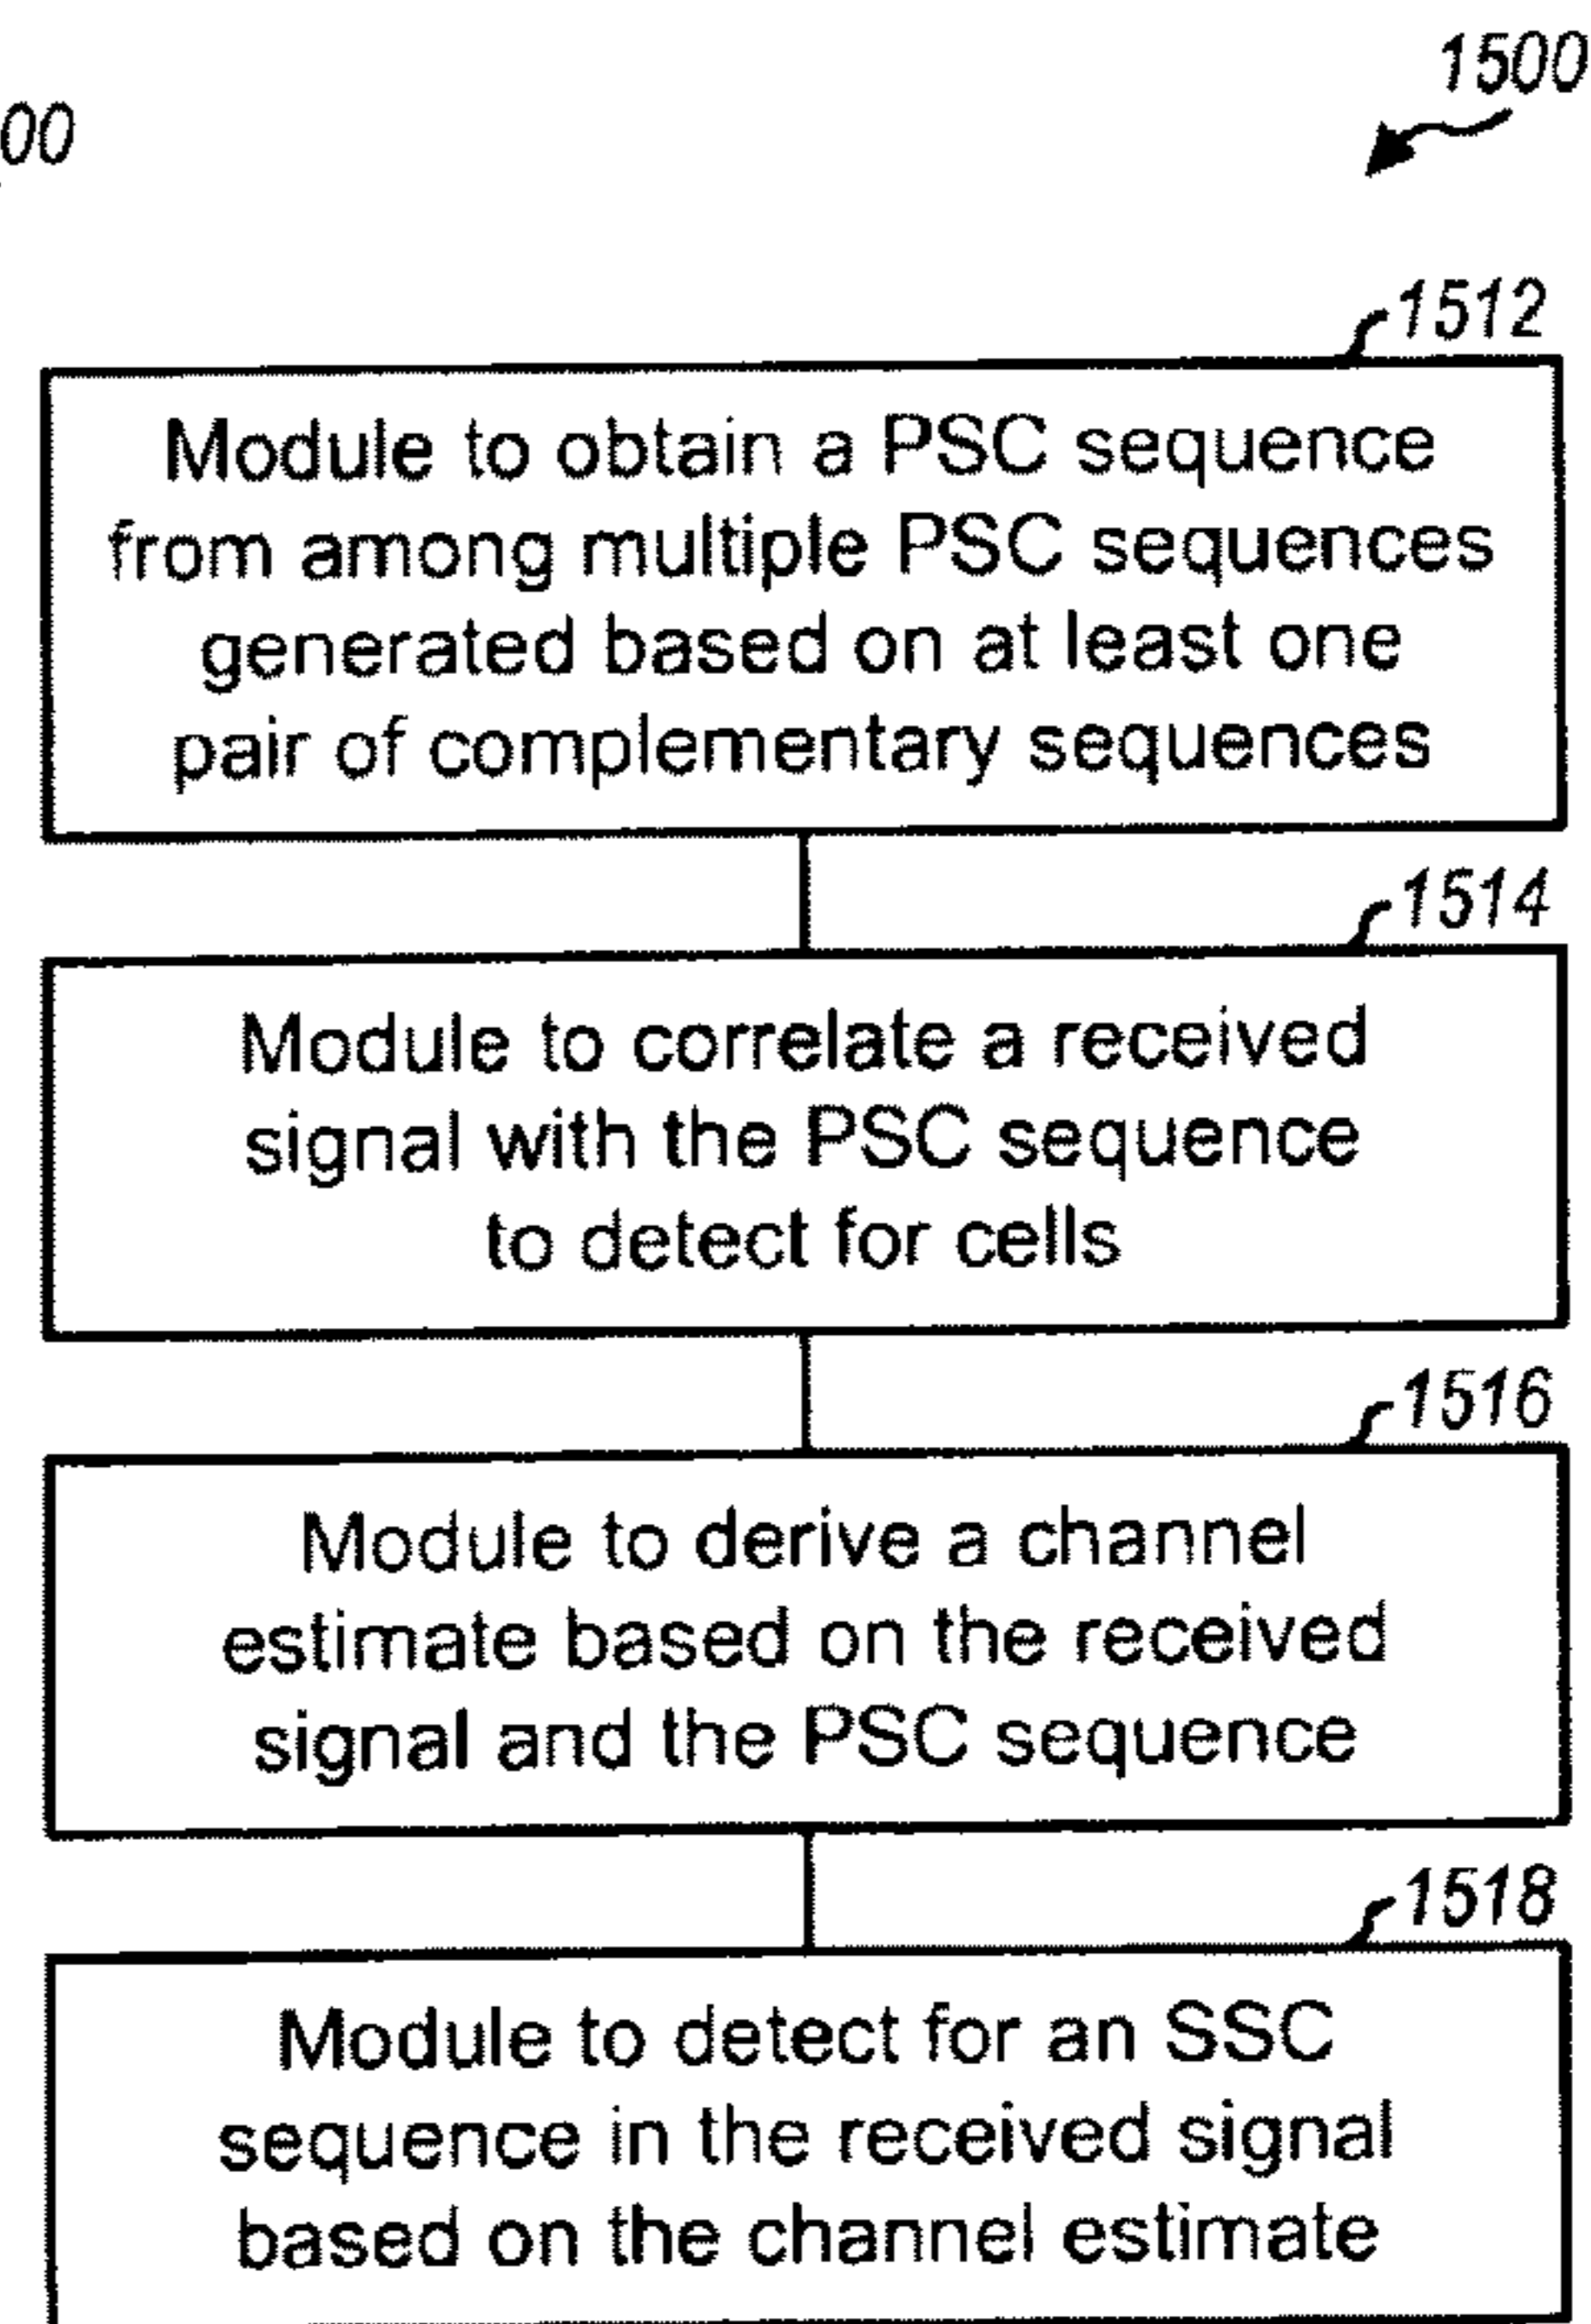 1500
00
1512
Module to obtain a PSC sequence
from among multiple PSC sequences
generated based on at least one
pair of complementary sequences
1514
Module to correlate a received
signal with the PSC sequence
to detect for cells
1516
Module to derive a channel
estimate based on the received
signal and the PSC sequence
1518
Module to detect for an SSC
sequence in the received signal
based on the channel estimate